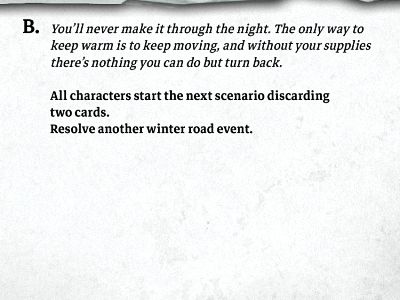 B. You'll never make it through the night. The only way to
keep warm is to keep moving, and without your supplies
there's nothing you can do but turn back.
All characters start the next scenario discarding
two cards.
Resolve another winter road event.